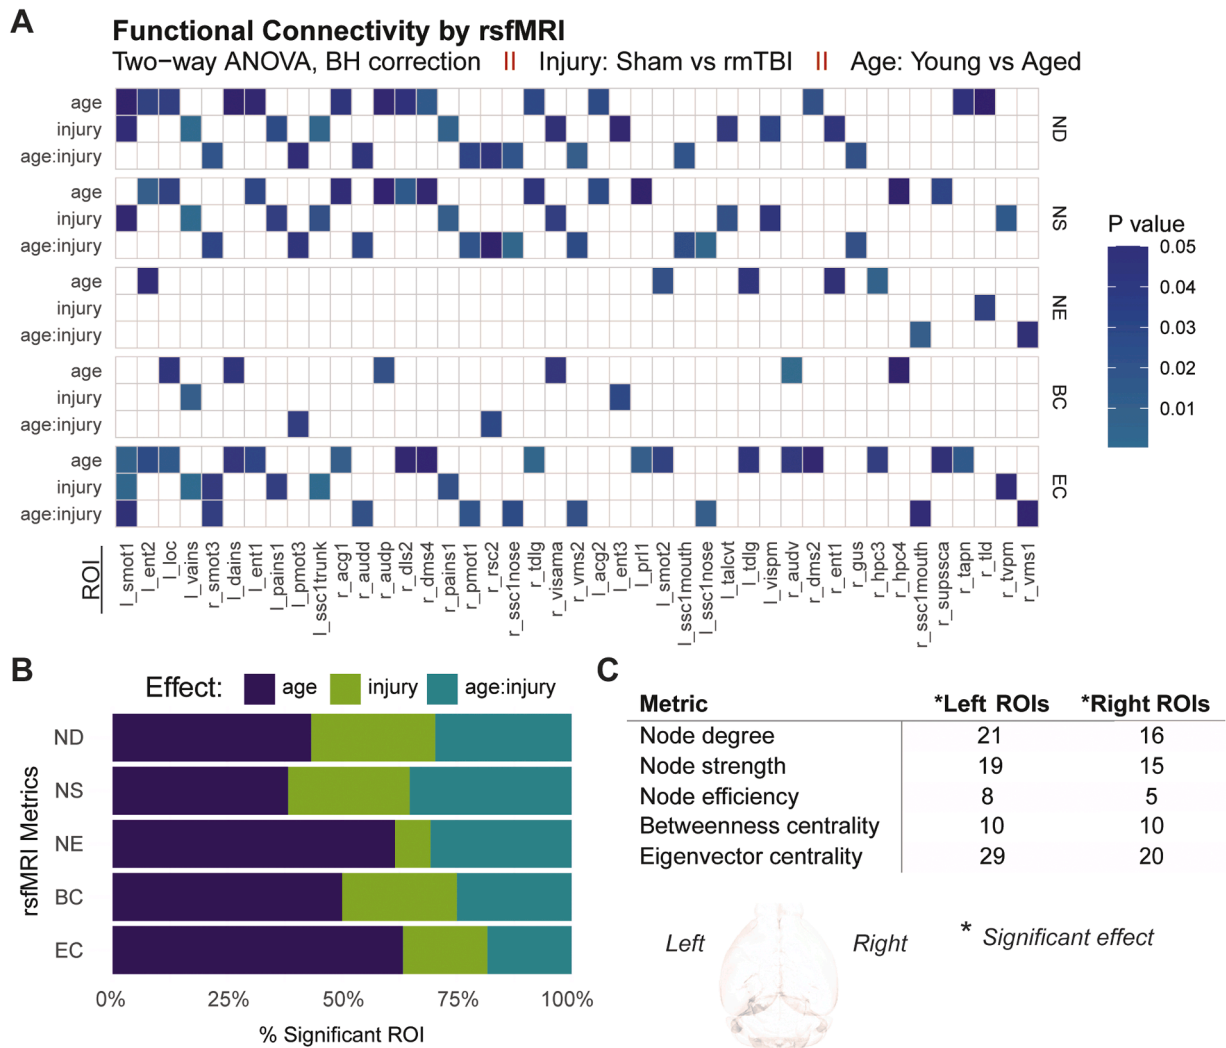 A
Functional Connectivity by rsfMRI
Two−way ANOVA, BH correction II Injury: Sham vs rmTBI II Age: Young vs Aged
age
injury
age:injury
ND
age
injury
age:injury
NS
age
injury
age:injury
NE
age
injury
age:injury
BC
age
injury
age:injury
EC
P value
0.05
0.04
0.03
0.02
0.01
ROI
l_smot1
l_ent2
l_loc
l_vains
r_smot3
l_dains
l_ent1
l_pains1
l_pmot3
l_ssc1trunk
r_acg1
r_audd
r_audp
r_dls2
r_dms4
r_pains1
r_pmot1
r_rsc2
r_ssc1nose
r_tdlg
r_visama
r_vms2
l_acg2
l_ent3
l_prl1
l_smot2
l_ssc1mouth
l_ssc1nose
l_talcvt
l_tdlg
l_vispm
r_audv
r_dms2
r_ent1
r_gus
r_hpc3
r_hpc4
r_ssc1mouth
r_supssca
r_tapn
r_tld
r_tvpm
r_vms1
B
Effect: age injury age:injury
rsfMRI Metrics
ND
NS
NE
BC
EC
0% 25% 50% 75% 100%
% Significant ROI
C
Metric *Left ROIs *Right ROIs
Node degree 21 16
Node strength 19 15
Node efficiency 8 5
Betweenness centrality 10 10
Eigenvector centrality 29 20
Left Right * Significant effect